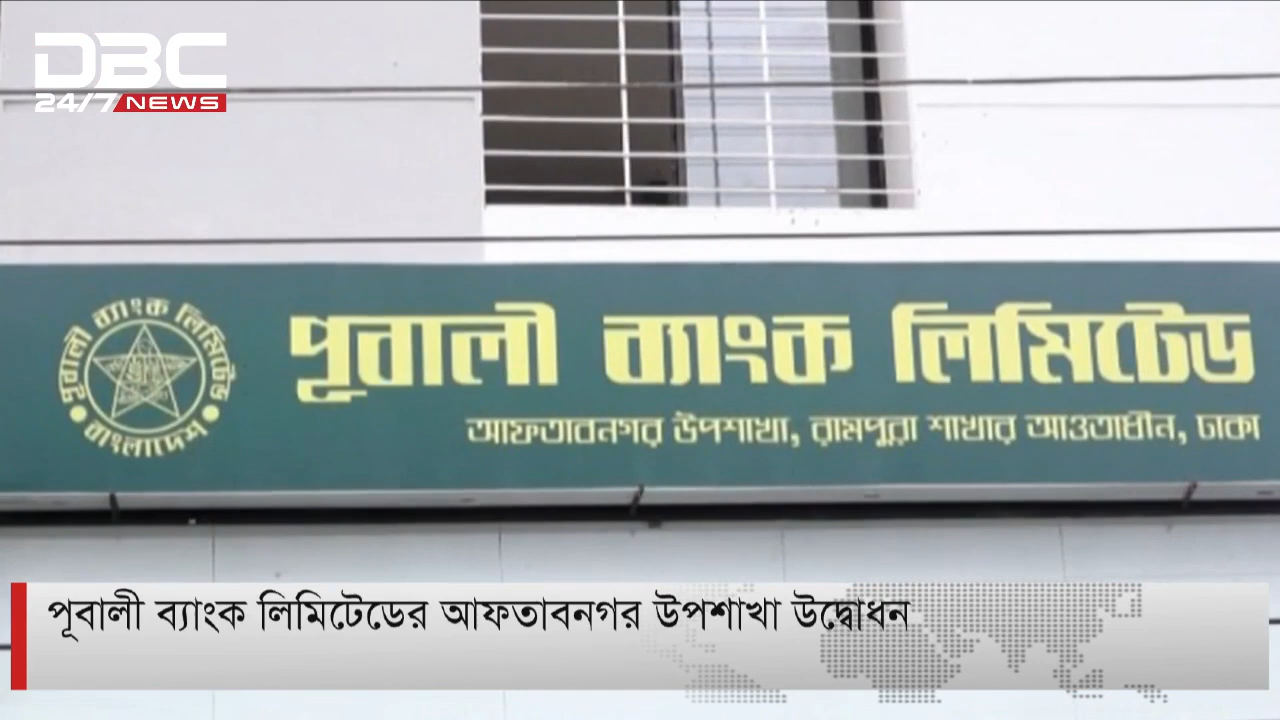 DBC
24/7 NEWS
পূবালী ব্যাংক লিমিটেড
বাংলাদেশ
পূবালী ব্যাংক লিমিটেড
আফতাবনগর উপশাখা, রামপুরা শাখার আওতাধীন, ঢাকা
পূবালী ব্যাংক লিমিটেডের আফতাবনগর উপশাখা উদ্বোধন